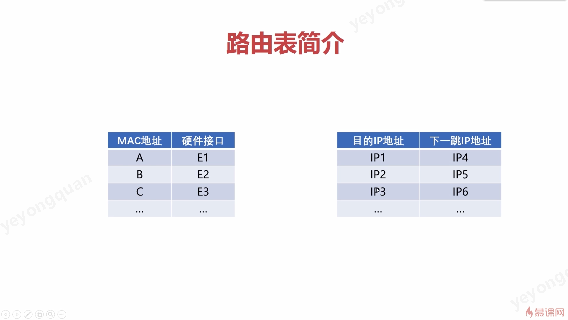 路由表简介
MAC地址 硬件接口
A E1
B E2
C E3
... ...
目的IP地址 下一跳IP地址
IP1 IP4
IP2 IP5
IP3 IP6
... ...
yeyongquan
yeyongquan
yeyongq
慕课网